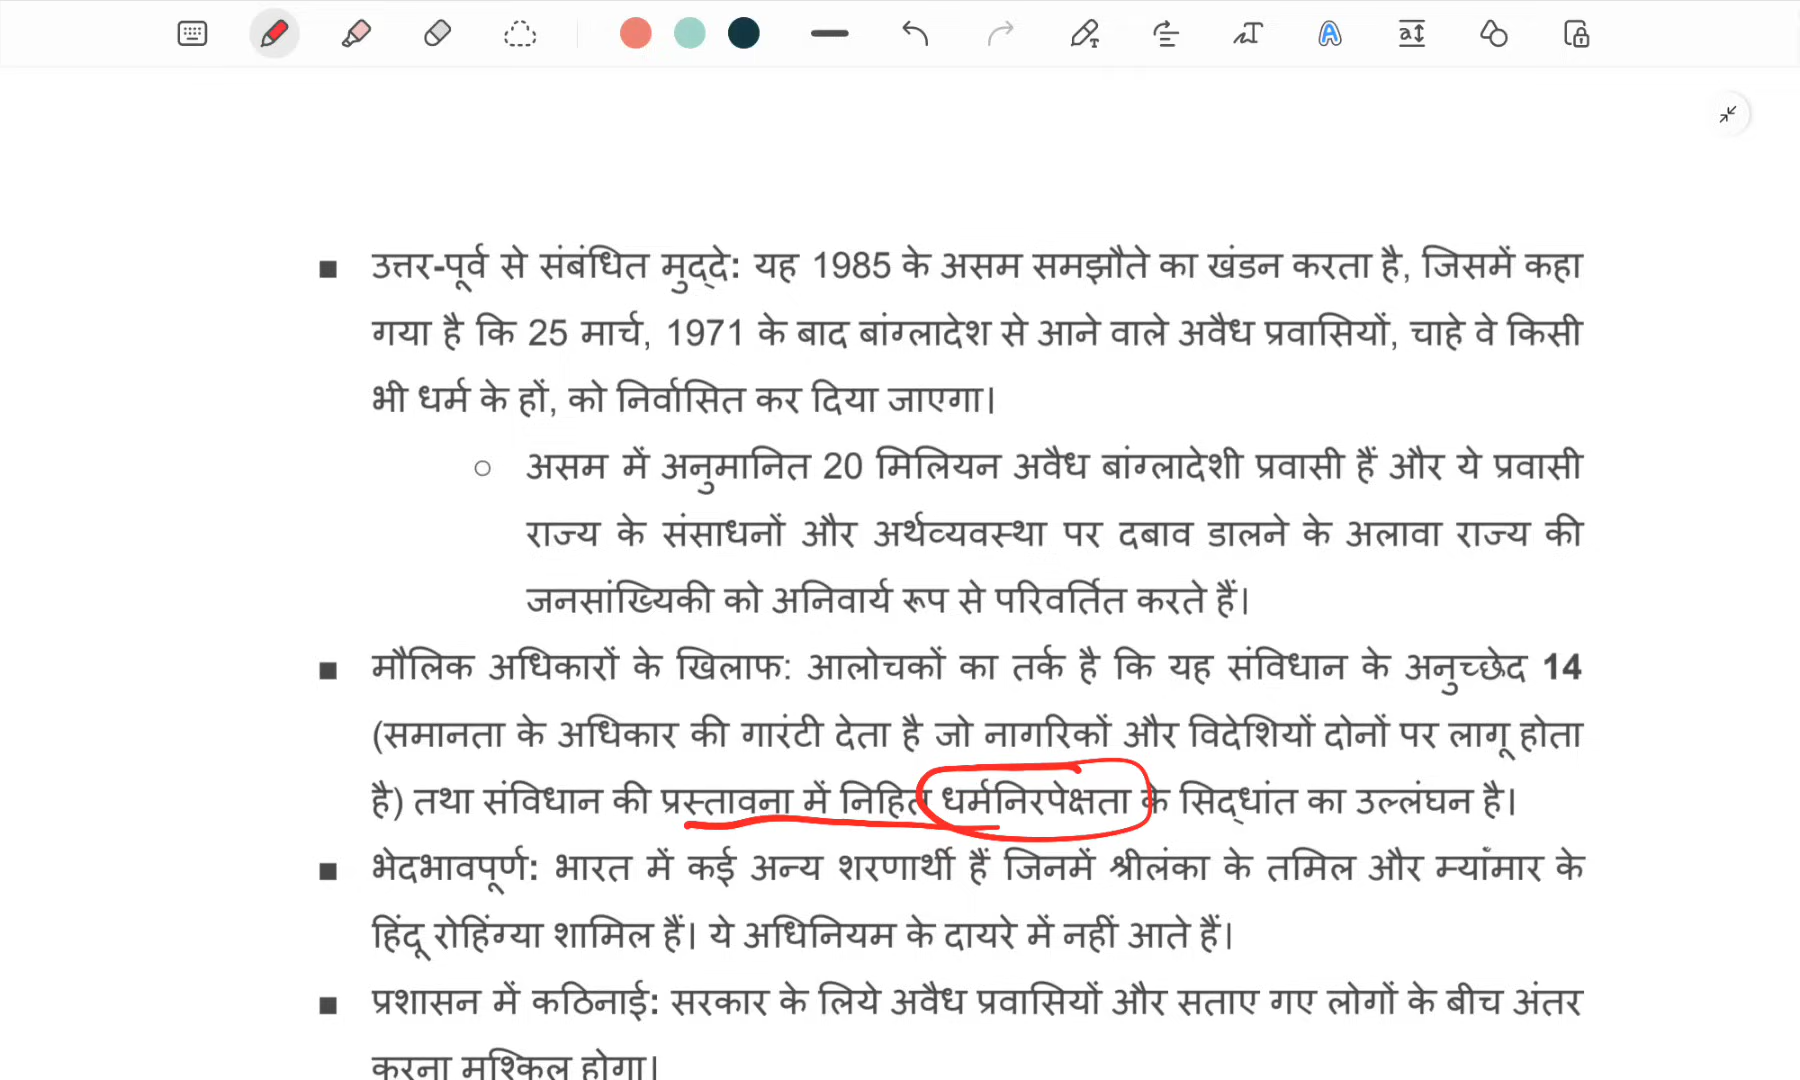 ■ उत्तर-पूर्व से संबंधित मुद्दे: यह 1985 के असम समझौते का खंडन करता है, जिसमें कहा
गया है कि 25 मार्च, 1971 के बाद बांग्लादेश से आने वाले अवैध प्रवासियों, चाहे वे किसी
भी धर्म के हों, को निर्वासित कर दिया जाएगा।
○ असम में अनुमानित 20 मिलियन अवैध बांग्लादेशी प्रवासी हैं और ये प्रवासी
राज्य के संसाधनों और अर्थव्यवस्था पर दबाव डालने के अलावा राज्य की
जनसांख्यिकी को अनिवार्य रूप से परिवर्तित करते हैं।
■ मौलिक अधिकारों के खिलाफ: आलोचकों का तर्क है कि यह संविधान के अनुच्छेद 14
(समानता के अधिकार की गारंटी देता है जो नागरिकों और विदेशियों दोनों पर लागू होता
है) तथा संविधान की प्रस्तावना में निहित धर्मनिरपेक्षता के सिद्धांत का उल्लंघन है।
■ भेदभावपूर्ण: भारत में कई अन्य शरणार्थी हैं जिनमें श्रीलंका के तमिल और म्याँमार के
हिंदू रोहिंग्या शामिल हैं। ये अधिनियम के दायरे में नहीं आते हैं।
■ प्रशासन में कठिनाई: सरकार के लिये अवैध प्रवासियों और सताए गए लोगों के बीच अंतर
करना मुश्किल होगा।